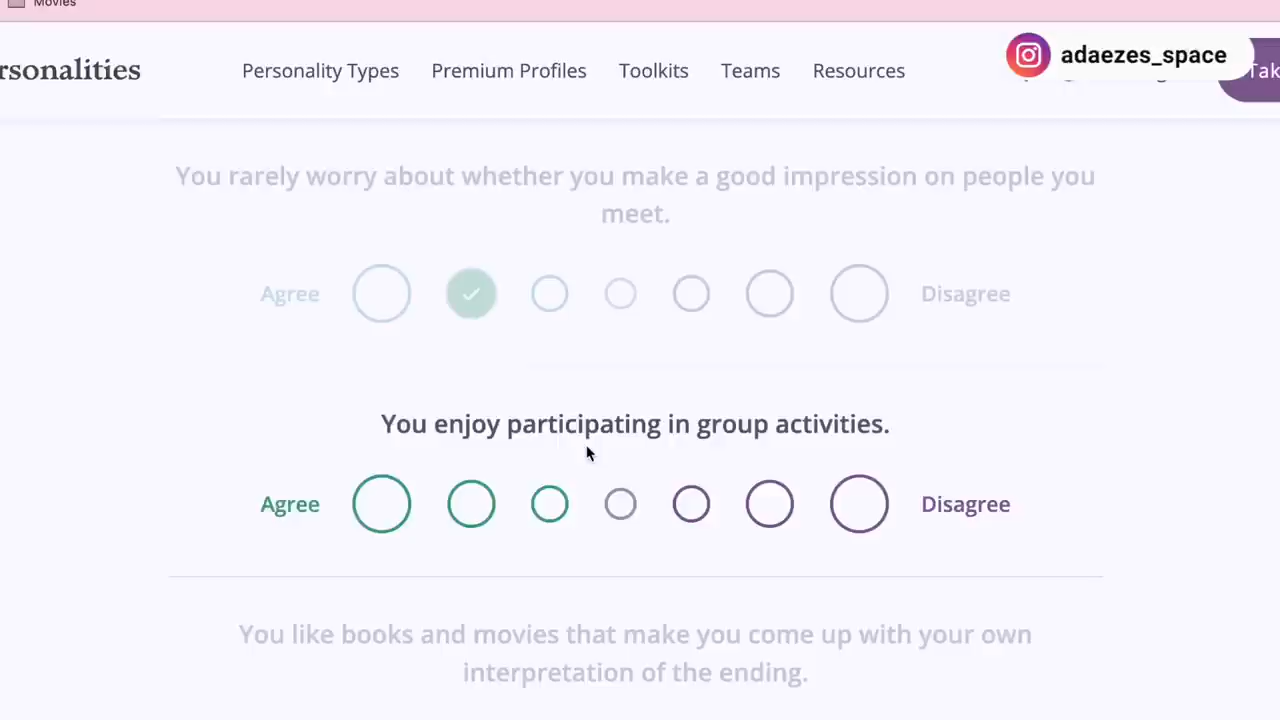 Movies
rsonalities
Personality Types
Premium Profiles
Toolkits
Teams
Resources
adaezes_space
Tak
You rarely worry about whether you make a good impression on people you
meet.
Agree
Disagree
You enjoy participating in group activities.
Agree
Disagree
You like books and movies that make you come up with your own
interpretation of the ending.